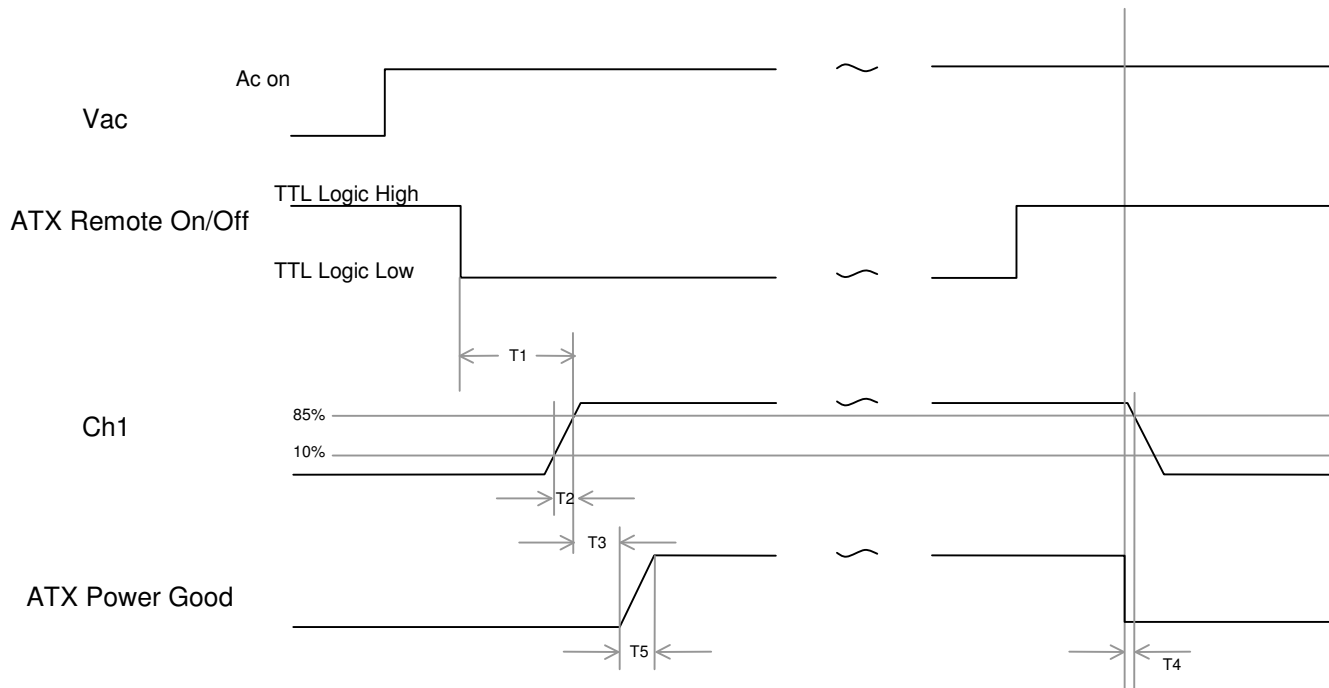 Ac on
Vac
TTL Logic High
ATX Remote On/Off
TTL Logic Low
T1
85%
Ch1
10%
T2
T3
ATX Power Good
T5
T4